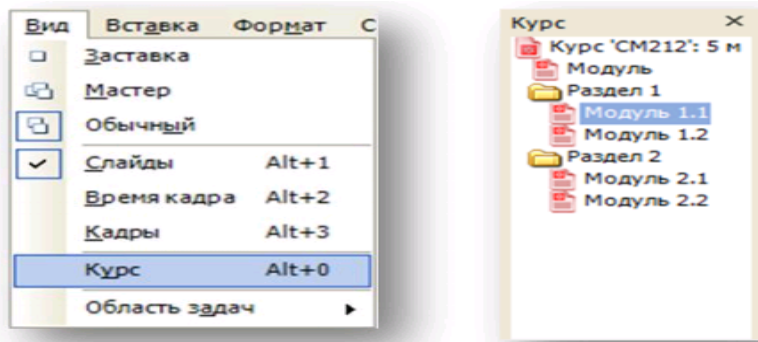 Вид Вставка Формат С
Заставка
Мастер
Обычный
Слайды Alt+1
Время кадра Alt+2
Кадры Alt+3
Курс Alt+0
Область задач
Курс
Курс 'СМ212': 5 м
Модуль
Раздел 1
Модуль 1.1
Модуль 1.2
Раздел 2
Модуль 2.1
Модуль 2.2